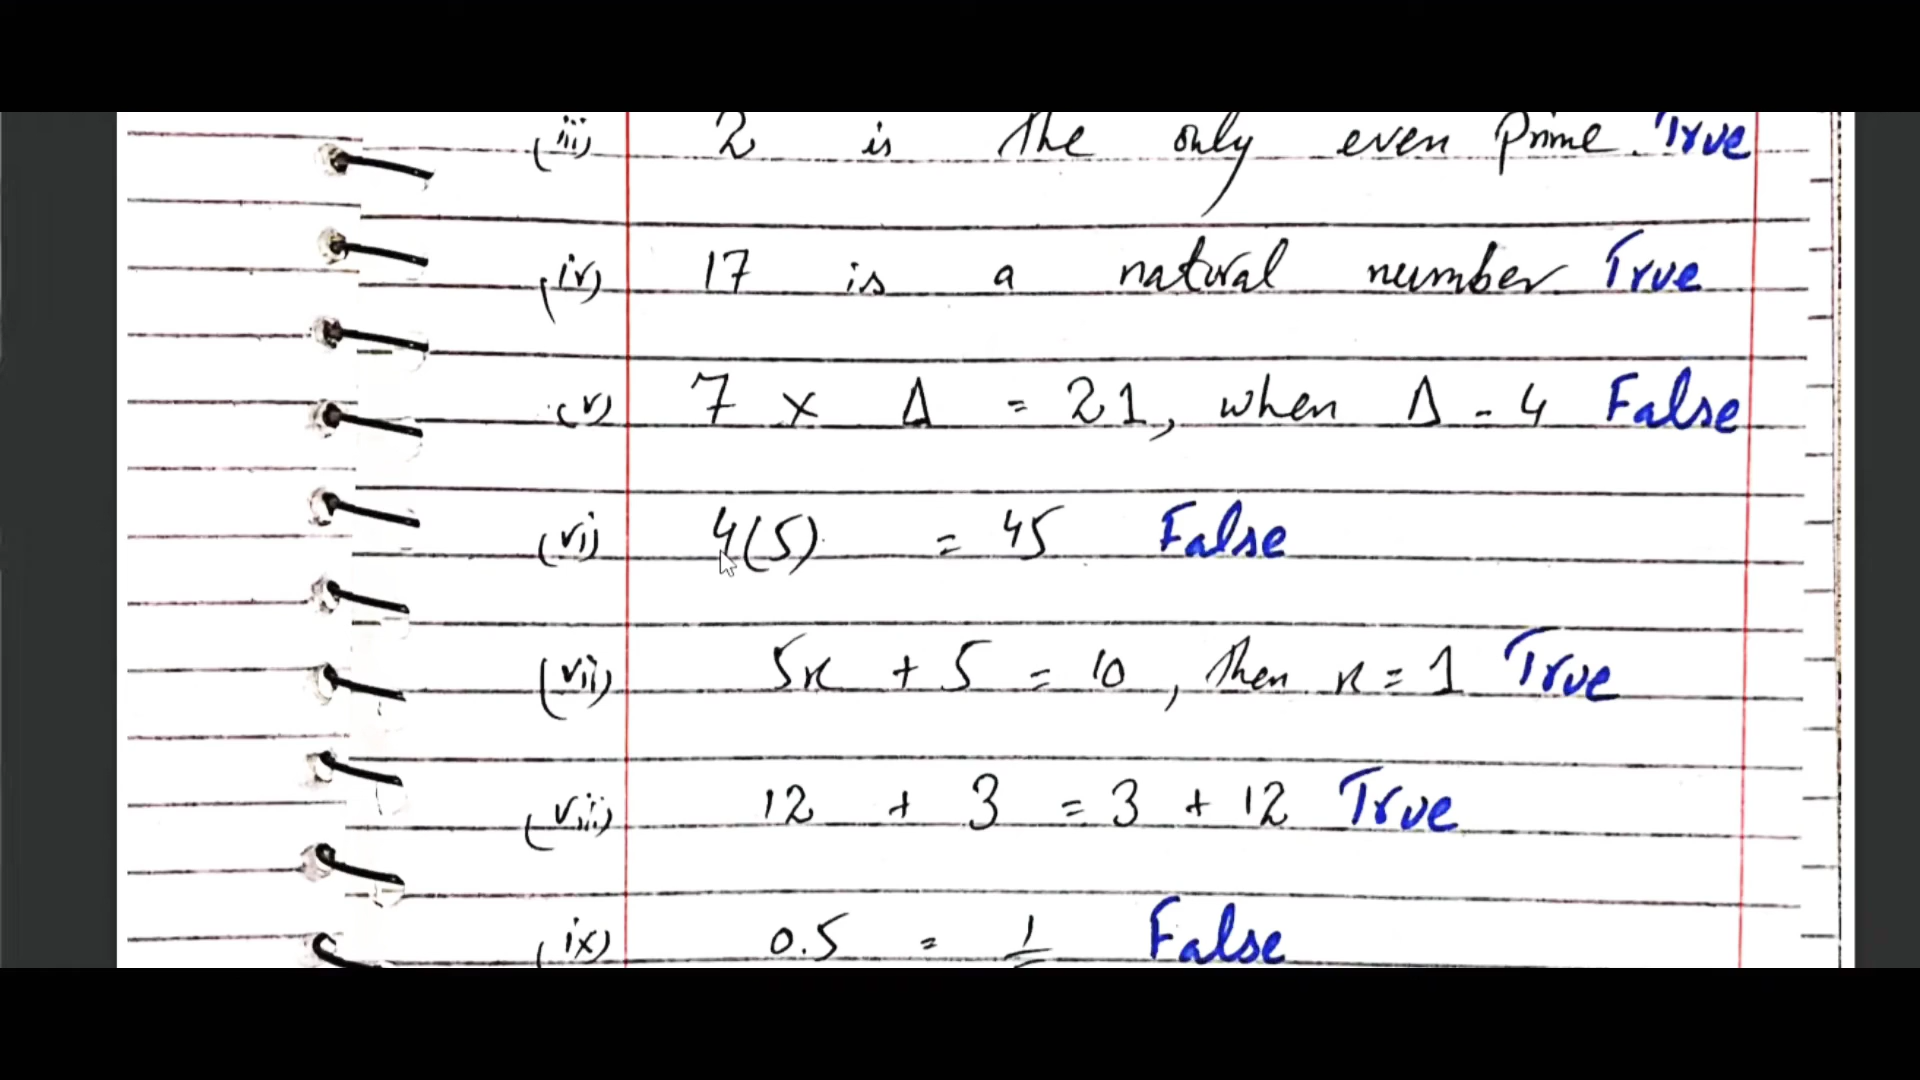 (iii) 2 is the only even Prime. True
(iv) 17 is a natural number True
(v) 7 × Δ = 21, when Δ = 4 False
(vi) 4(5) = 45 False
(vii) 5x + 5 = 10, then x = 1 True
(viii) 12 + 3 = 3 + 12 True
(ix) 0.5 = 1 False